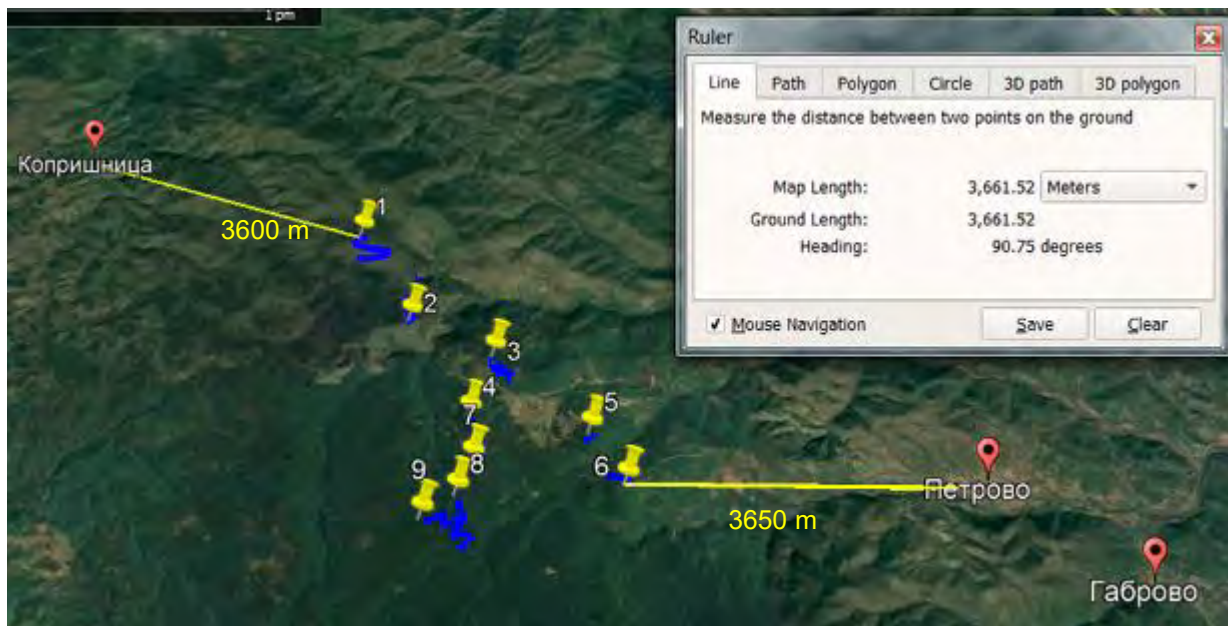 1 pm
Ruler
Line Path Polygon Circle 3D path 3D polygon
Measure the distance between two points on the ground
Map Length: 3,661.52 Meters
Ground Length: 3,661.52
Heading: 90.75 degrees
Mouse Navigation Save Clear
Копришница
1
3600 m
2
3
4
5
7
6
8
9
Петрово
3650 m
Габрово